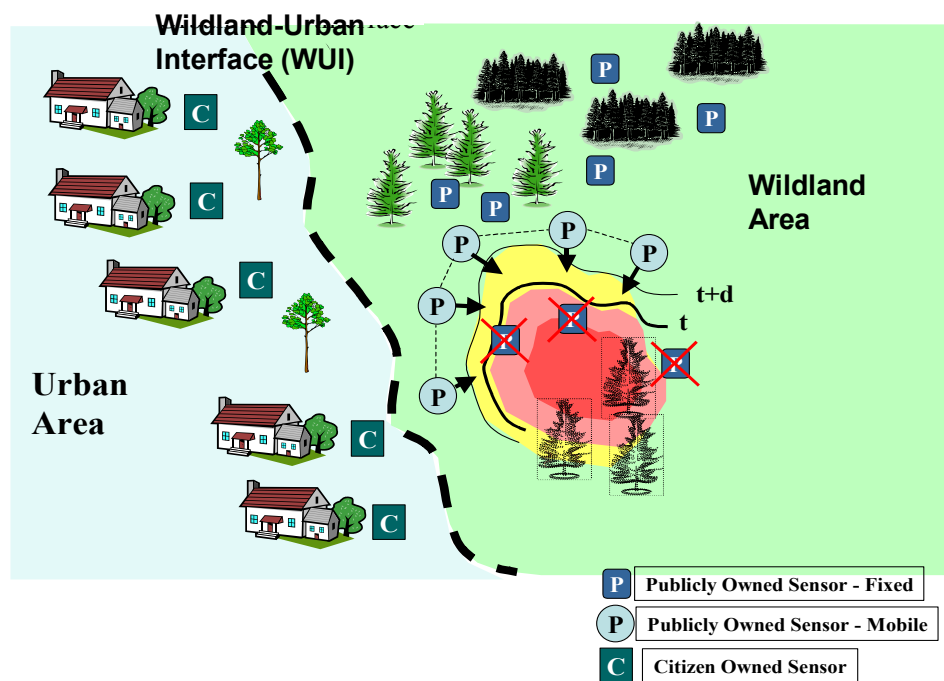 Wildland-Urban
Interface (WUI)
C
P
P
P
C
P
P
P
Wildland
Area
P
P
P
C
P
t+d
t
P
P
P
P
Urban
Area
C
C
P Publicly Owned Sensor - Fixed
P Publicly Owned Sensor - Mobile
C Citizen Owned Sensor